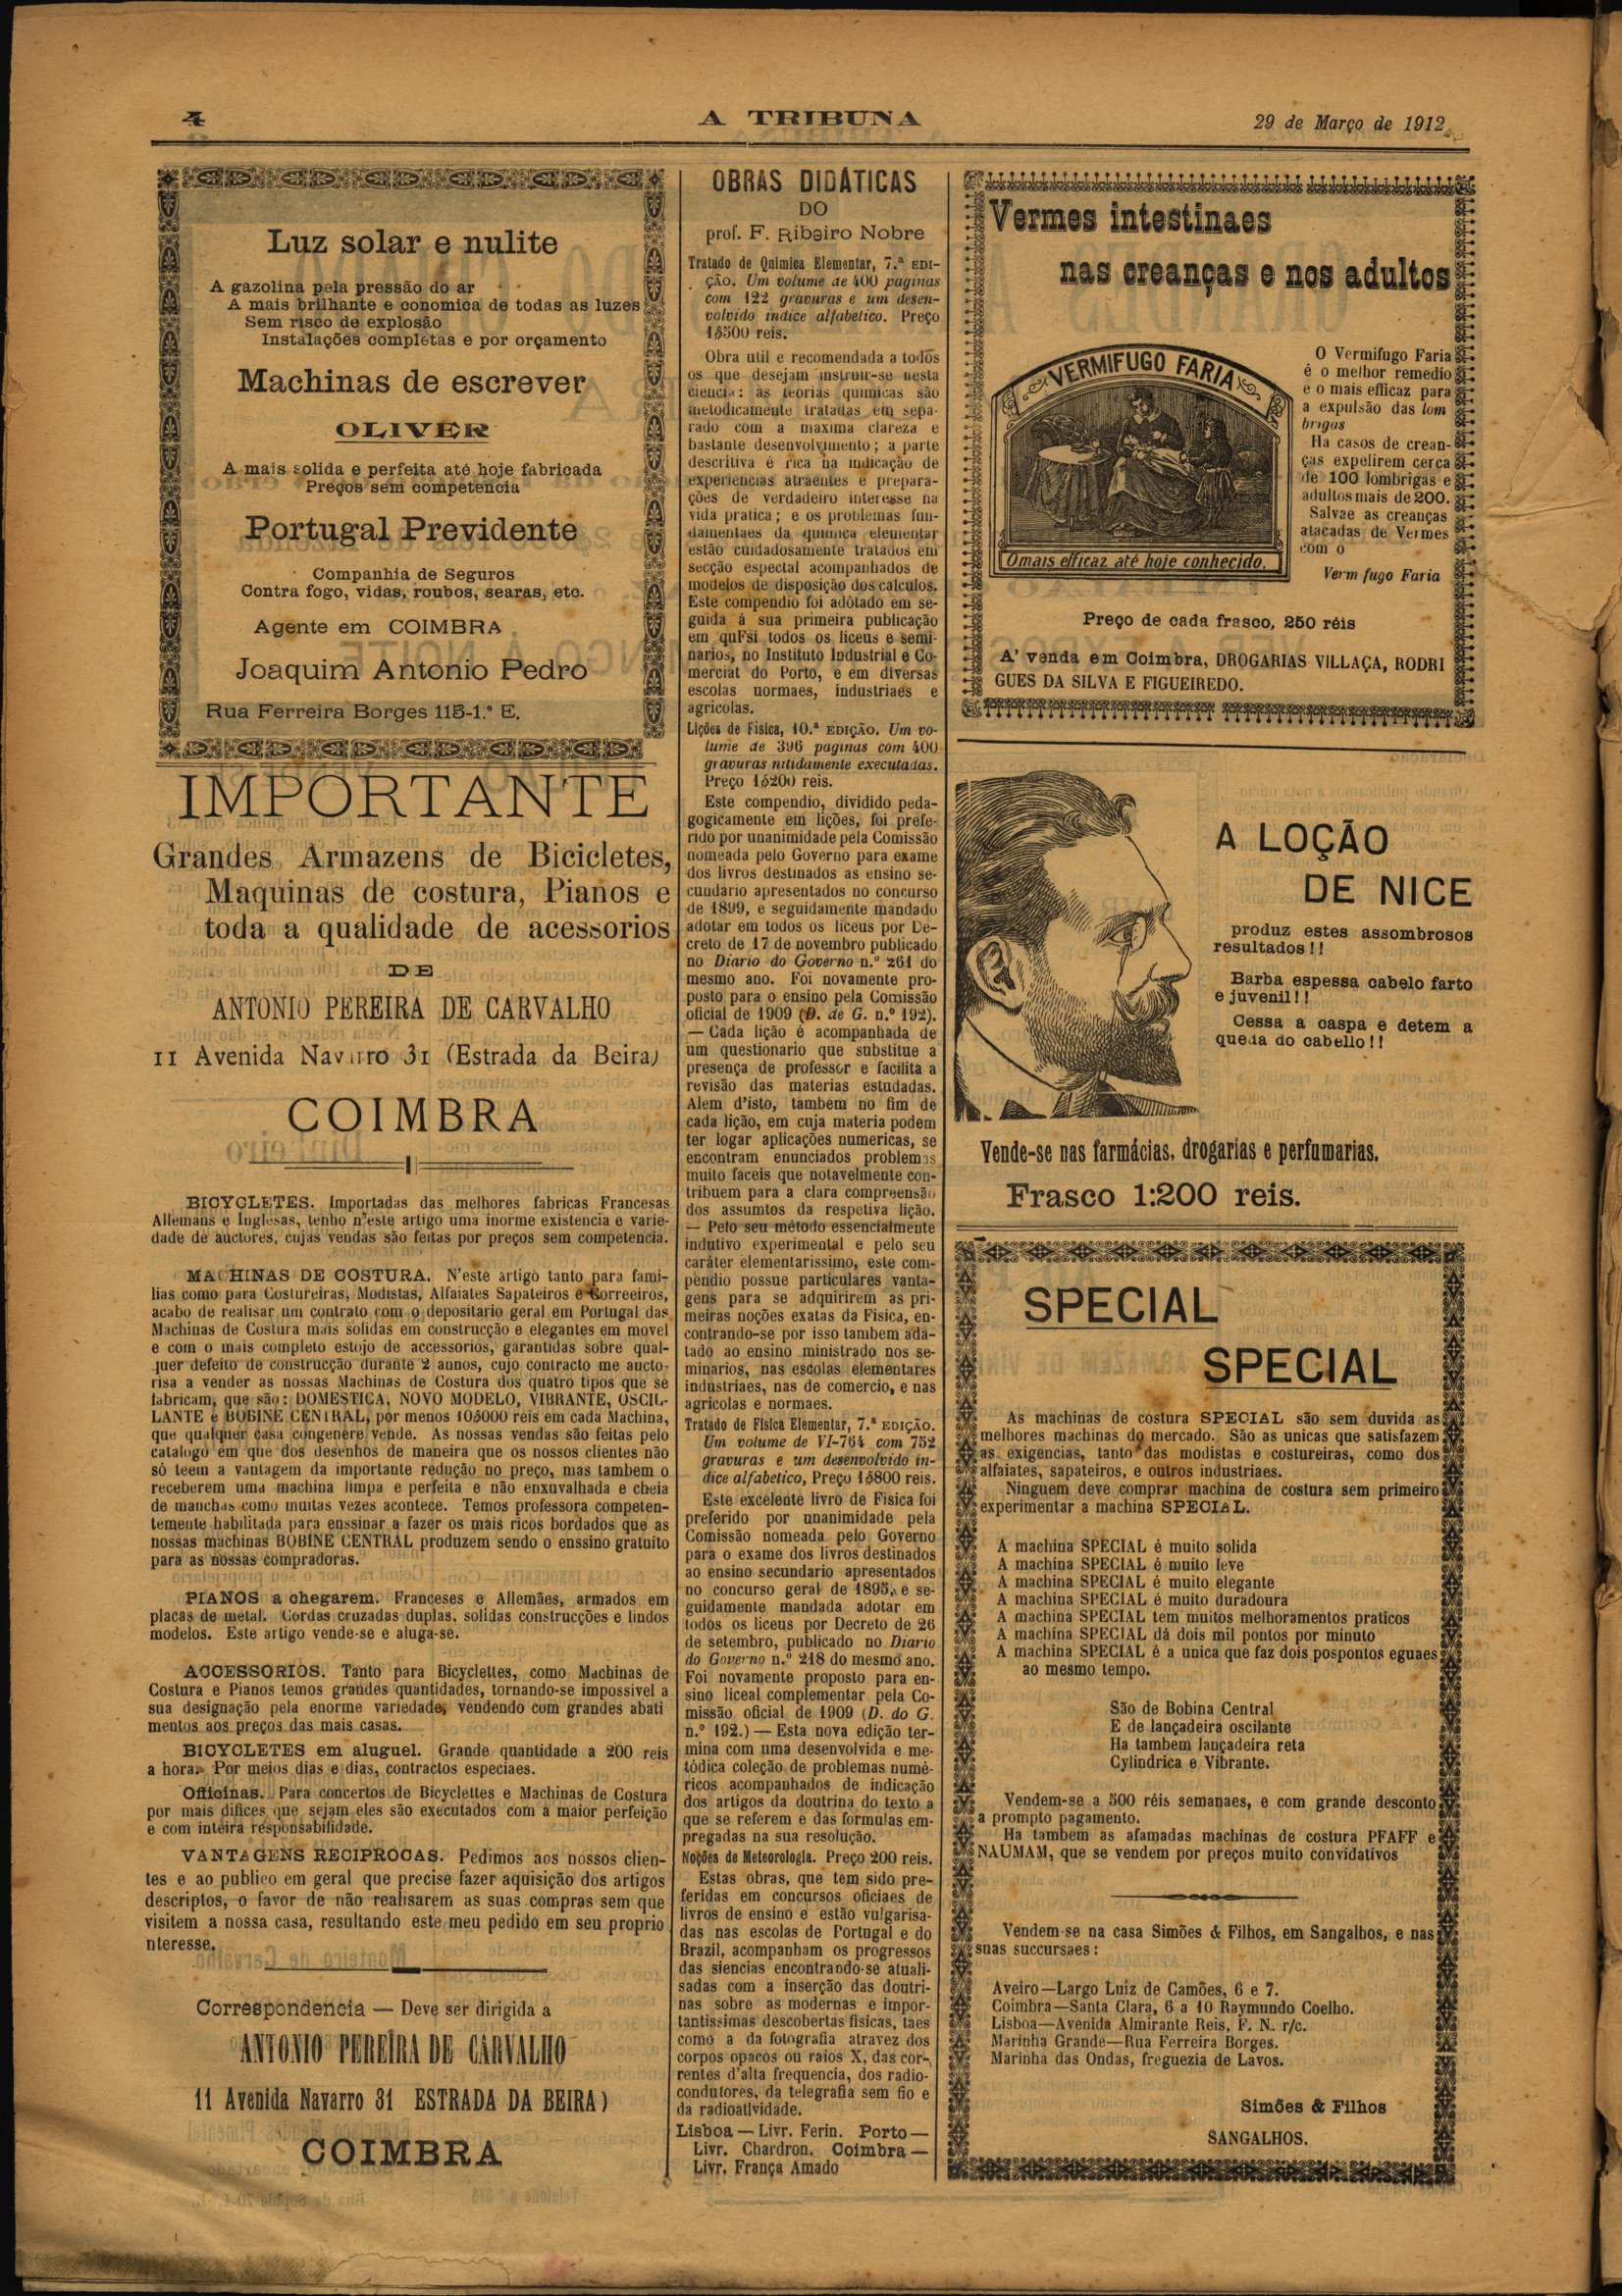 4
A TRIBUNA
29 de Março de 1912
Luz solar e nulite
A gazolina pela pressão do ar
A mais brilhante e conomica de todas as luzes
Sem risco de explosão
Instalações completas e por orçamento
Machinas de escrever
OLIVER
A mais solida e perfeita até hoje fabricada
Preços sem competencia
Portugal Previdente
Companhia de Seguros
Contra fogo, vidas, roubos, searas, etc.
Agente em COIMBRA
Joaquim Antonio Pedro
Rua Ferreira Borges 115-1.º E.
IMPORTANTE
Grandes Armazens de Bicicletes,
Maquinas de costura, Pianos e
toda a qualidade de acessorios
DE
ANTONIO PEREIRA DE CARVALHO
11 Avenida Navarro 31 (Estrada da Beira)
COIMBRA
BICYCLETES. Importadas das melhores fabricas Francesas
Allemans e Inglesas, tenho n'este artigo uma inorme existencia e varie-
dade de auctores, cujas vendas são feitas por preços sem competencia.
MACHINAS DE COSTURA. N'este artigo tanto para fami-
lias como para Costureiras, Modistas, Alfaiates Sapateiros e Correeiros,
acabo de realisar um contrato com o depositario geral em Portugal das
Machinas de Costura mais solidas em construcção e elegantes em movel
e com o mais completo estojo de accessorios, garantidas sobre qual-
quer defeito de construcção durante 2 annos, cujo contracto me aucto-
risa a vender as nossas Machinas de Costura dos quatro tipos que se
fabricam, que são: DOMESTICA, NOVO MODELO, VIBRANTE, OSCIL-
LANTE e BOBINE CENTRAL, por menos 10$000 reis em cada Machina,
que qualquer casa congenere vende. As nossas vendas são feitas pelo
catalogo em que dos desenhos de maneira que os nossos clientes não
só teem a vantagem da importante redução no preço, mas tambem o
receberem uma machina limpa e perfeita e não enxuvalhada e cheia
de manchas como muitas vezes acontece. Temos professora competen-
temente habilitada para enssinar a fazer os mais ricos bordados que as
nossas machinas BOBINE CENTRAL produzem sendo o enssino gratuito
para as nossas compradoras.
PIANOS a chegarem. Franceses e Allemães, armados em
placas de metal. Cordas cruzadas duplas, solidas construcções e lindos
modelos. Este artigo vende-se e aluga-se.
ACCESSORIOS. Tanto para Bicyclettes, como Machinas de
Costura e Pianos temos grandes quantidades, tornando-se impossivel a
sua designação pela enorme variedade, vendendo com grandes abati
mentos aos preços das mais casas.
BICYCLETES em aluguel. Grande quantidade a 200 reis
a hora. Por meios dias e dias, contractos especiaes.
Officinas. Para concertos de Bicyclettes e Machinas de Costura
por mais difices que sejam eles são executados com a maior perfeição
e com inteira responsabilidade.
VANTAGENS RECIPROCAS. Pedimos aos nossos clien-
tes e ao publico em geral que precise fazer aquisição dos artigos
descriptos, o favor de não realisarem as suas compras sem que
visitem a nossa casa, resultando este meu pedido em seu proprio
nteresse.
Correspondencia — Deve ser dirigida a
ANTONIO PEREIRA DE CARVALHO
11 Avenida Navarro 31 ESTRADA DA BEIRA)
COIMBRA
OBRAS DIDÁTICAS
DO
prof. F. Ribeiro Nobre
Tratado de Quimica Elementar, 7.ª EDI-
ÇÃO. Um volume de 400 paginas
com 122 gravuras e um desen-
volvido indice alfabetico. Preço
1$500 reis.
Obra util e recomendada a todos
os que desejam instruir-se nesta
ciencia: as teorias quimicas são
metodicamente tratadas em sepa-
rado com a maxima clareza e
bastante desenvolvimento; a parte
descritiva é rica na indicação de
experiencias atraentes e prepara-
ções de verdadeiro interesse na
vida pratica; e os problemas fun-
damentaes da quimica elementar
estão cuidadosamente tratados em
secção especial acompanhados de
modelos de disposição dos calculos.
Este compendio foi adótado em se-
guida á sua primeira publicação
em quFsi todos os liceus e semi-
narios, no Instituto Industrial e Co-
mercial do Porto, e em diversas
escolas normaes, industriaes e
agricolas.
Lições de Fisica, 10.ª EDIÇÃO. Um vo-
lume de 396 paginas com 400
gravuras nitidamente executadas.
Preço 1$200 reis.
Este compendio, dividido peda-
gogicamente em lições, foi prefe-
rido por unanimidade pela Comissão
nomeada pelo Governo para exame
dos livros destinados as ensino se-
cundario apresentados no concurso
de 1899, e seguidamente mandado
adotar em todos os liceus por De-
creto de 17 de novembro publicado
no Diario do Governo n.º 261 do
mesmo ano. Foi novamente pro-
posto para o ensino pela Comissão
oficial de 1909 (D. de G. n.º 192).
— Cada lição é acompanhada de
um questionario que substitue a
presença de professor e facilita a
revisão das materias estudadas.
Alem d'isto, tambem no fim de
cada lição, em cuja materia podem
ter logar aplicações numericas, se
encontram enunciados problemas
muito faceis que notavelmente con-
tribuem para a clara compreensão
dos assumtos da respetiva lição.
— Pelo seu método essencialmente
indutivo experimental e pelo seu
caráter elementarissimo, este com-
pendio possue particulares vanta-
gens para se adquirirem as pri-
meiras noções exatas da Fisica, en-
contrando-se por isso tambem ada-
tado ao ensino ministrado nos se-
minarios, nas escolas elementares
industriaes, nas de comercio, e nas
agricolas e normaes.
Tratado de Fisica Elementar, 7.ª EDIÇÃO.
Um volume de VI-764 com 752
gravuras e um desenvolvido in-
dice alfabetico, Preço 1$800 reis.
Este excelente livro de Fisica foi
preferido por unanimidade pela
Comissão nomeada pelo Governo
para o exame dos livros destinados
ao ensino secundario apresentados
no concurso geral de 1895, e se-
guidamente mandada adotar em
todos os liceus por Decreto de 26
de setembro, publicado no Diario
do Governo n.º 218 do mesmo ano.
Foi novamente proposto para en-
sino liceal complementar pela Co-
missão oficial de 1909 (D. do G.
n.º 192.) — Esta nova edição ter-
mina com uma desenvolvida e me-
tódica coleção de problemas numé-
ricos acompanhados de indicação
dos artigos da doutrina do texto a
que se referem e das formulas em-
pregadas na sua resolução.
Noções de Meteorologia. Preço 200 reis.
Estas obras, que tem sido pre-
feridas em concursos oficiaes de
livros de ensino e estão vulgarisa-
das nas escolas de Portugal e do
Brazil, acompanham os progressos
das siencias encontrando-se atuali-
sadas com a inserção das doutri-
nas sobre as modernas e impor-
tantissimas descobertas fisicas, taes
como a da fotografia atravez dos
corpos opacos ou raios X, das cor-
rentes d'alta frequencia, dos radio-
condutores, da telegrafia sem fio e
da radioatividade.
Lisboa — Livr. Ferin. Porto —
Livr. Chardron. Coimbra —
Livr. França Amado
Vermes intestinaes
nas creanças e nos adultos
VERMIFUGO FARIA
O mais efficaz até hoje conhecido.
O Vermifugo Faria
é o melhor remedio
e o mais efficaz para
a expulsão das lom
brigas
Ha casos de crean-
ças expelirem cerca
de 100 lombrigas e
adultos mais de 200.
Salvae as creanças
atacadas de Vermes
com o
Verm fugo Faria
Preço de cada frasco, 250 réis
A' venda em Coimbra, DROGARIAS VILLAÇA, RODRI
GUES DA SILVA E FIGUEIREDO.
A LOÇÃO
DE NICE
produz estes assombrosos
resultados!!
Barba espessa cabelo farto
e juvenil!!
Cessa a caspa e detem a
queda do cabello!!
Vende-se nas farmácias, drogarias e perfumarias.
Frasco 1:200 reis.
SPECIAL
SPECIAL
As machinas de costura SPECIAL são sem duvida as
melhores machinas do mercado. São as unicas que satisfazem
as exigencias, tanto das modistas e costureiras, como dos
alfaiates, sapateiros, e outros industriaes.
Ninguem deve comprar machina de costura sem primeiro
experimentar a machina SPECIAL.
A machina SPECIAL é muito solida
A machina SPECIAL é muito leve
A machina SPECIAL é muito elegante
A machina SPECIAL é muito duradoura
A machina SPECIAL tem muitos melhoramentos praticos
A machina SPECIAL dá dois mil pontos por minuto
A machina SPECIAL é a unica que faz dois pospontos eguaes
ao mesmo tempo.
São de Bobina Central
E de lançadeira oscilante
Ha tambem lançadeira reta
Cylindrica e Vibrante.
Vendem-se a 500 réis semanaes, e com grande desconto
a prompto pagamento.
Ha tambem as afamadas machinas de costura PFAFF e
NAUMAM, que se vendem por preços muito convidativos
Vendem-se na casa Simões & Filhos, em Sangalhos, e nas
suas succursaes:
Aveiro—Largo Luiz de Camões, 6 e 7.
Coimbra—Santa Clara, 6 a 10 Raymundo Coelho.
Lisboa—Avenida Almirante Reis, F. N. r/c.
Marinha Grande—Rua Ferreira Borges.
Marinha das Ondas, freguezia de Lavos.
Simões & Filhos
SANGALHOS.